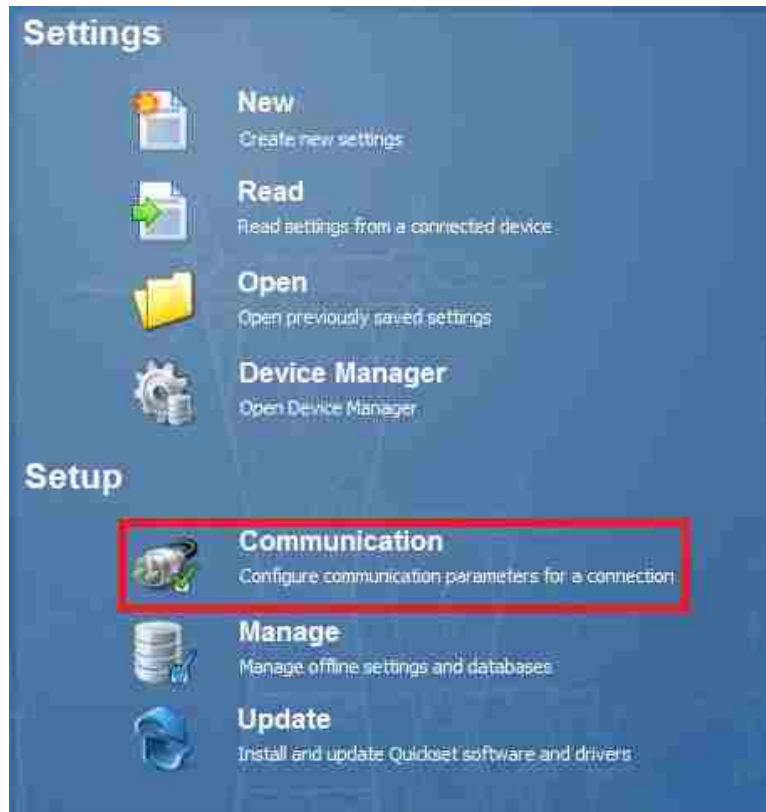 Settings
New
Create new settings
Read
Read settings from a connected device
Open
Open previously saved settings
Device Manager
Open Device Manager
Setup
Communication
Configure communication parameters for a connection
Manage
Manage offline settings and databases
Update
Install and update Quickset software and drivers